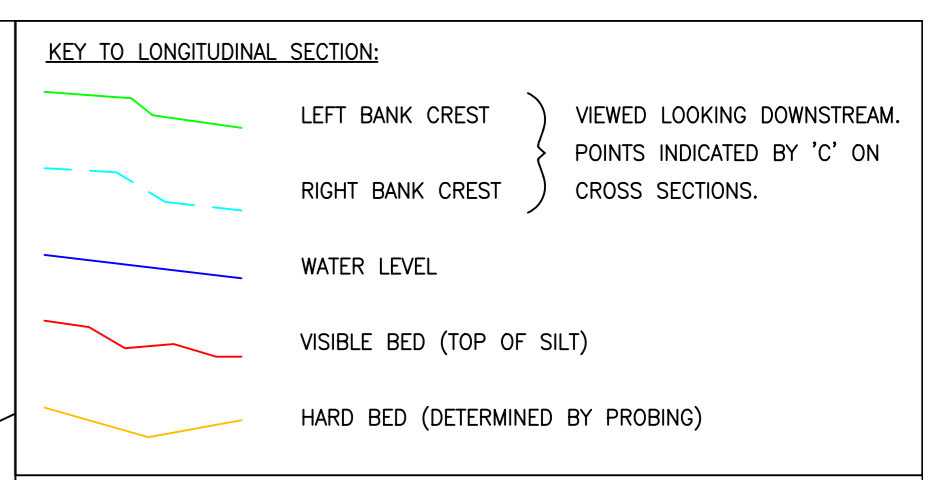 KEY TO LONGITUDINAL SECTION:
LEFT BANK CREST
RIGHT BANK CREST
VIEWED LOOKING DOWNSTREAM.
POINTS INDICATED BY 'C' ON
CROSS SECTIONS.
WATER LEVEL
VISIBLE BED (TOP OF SILT)
HARD BED (DETERMINED BY PROBING)